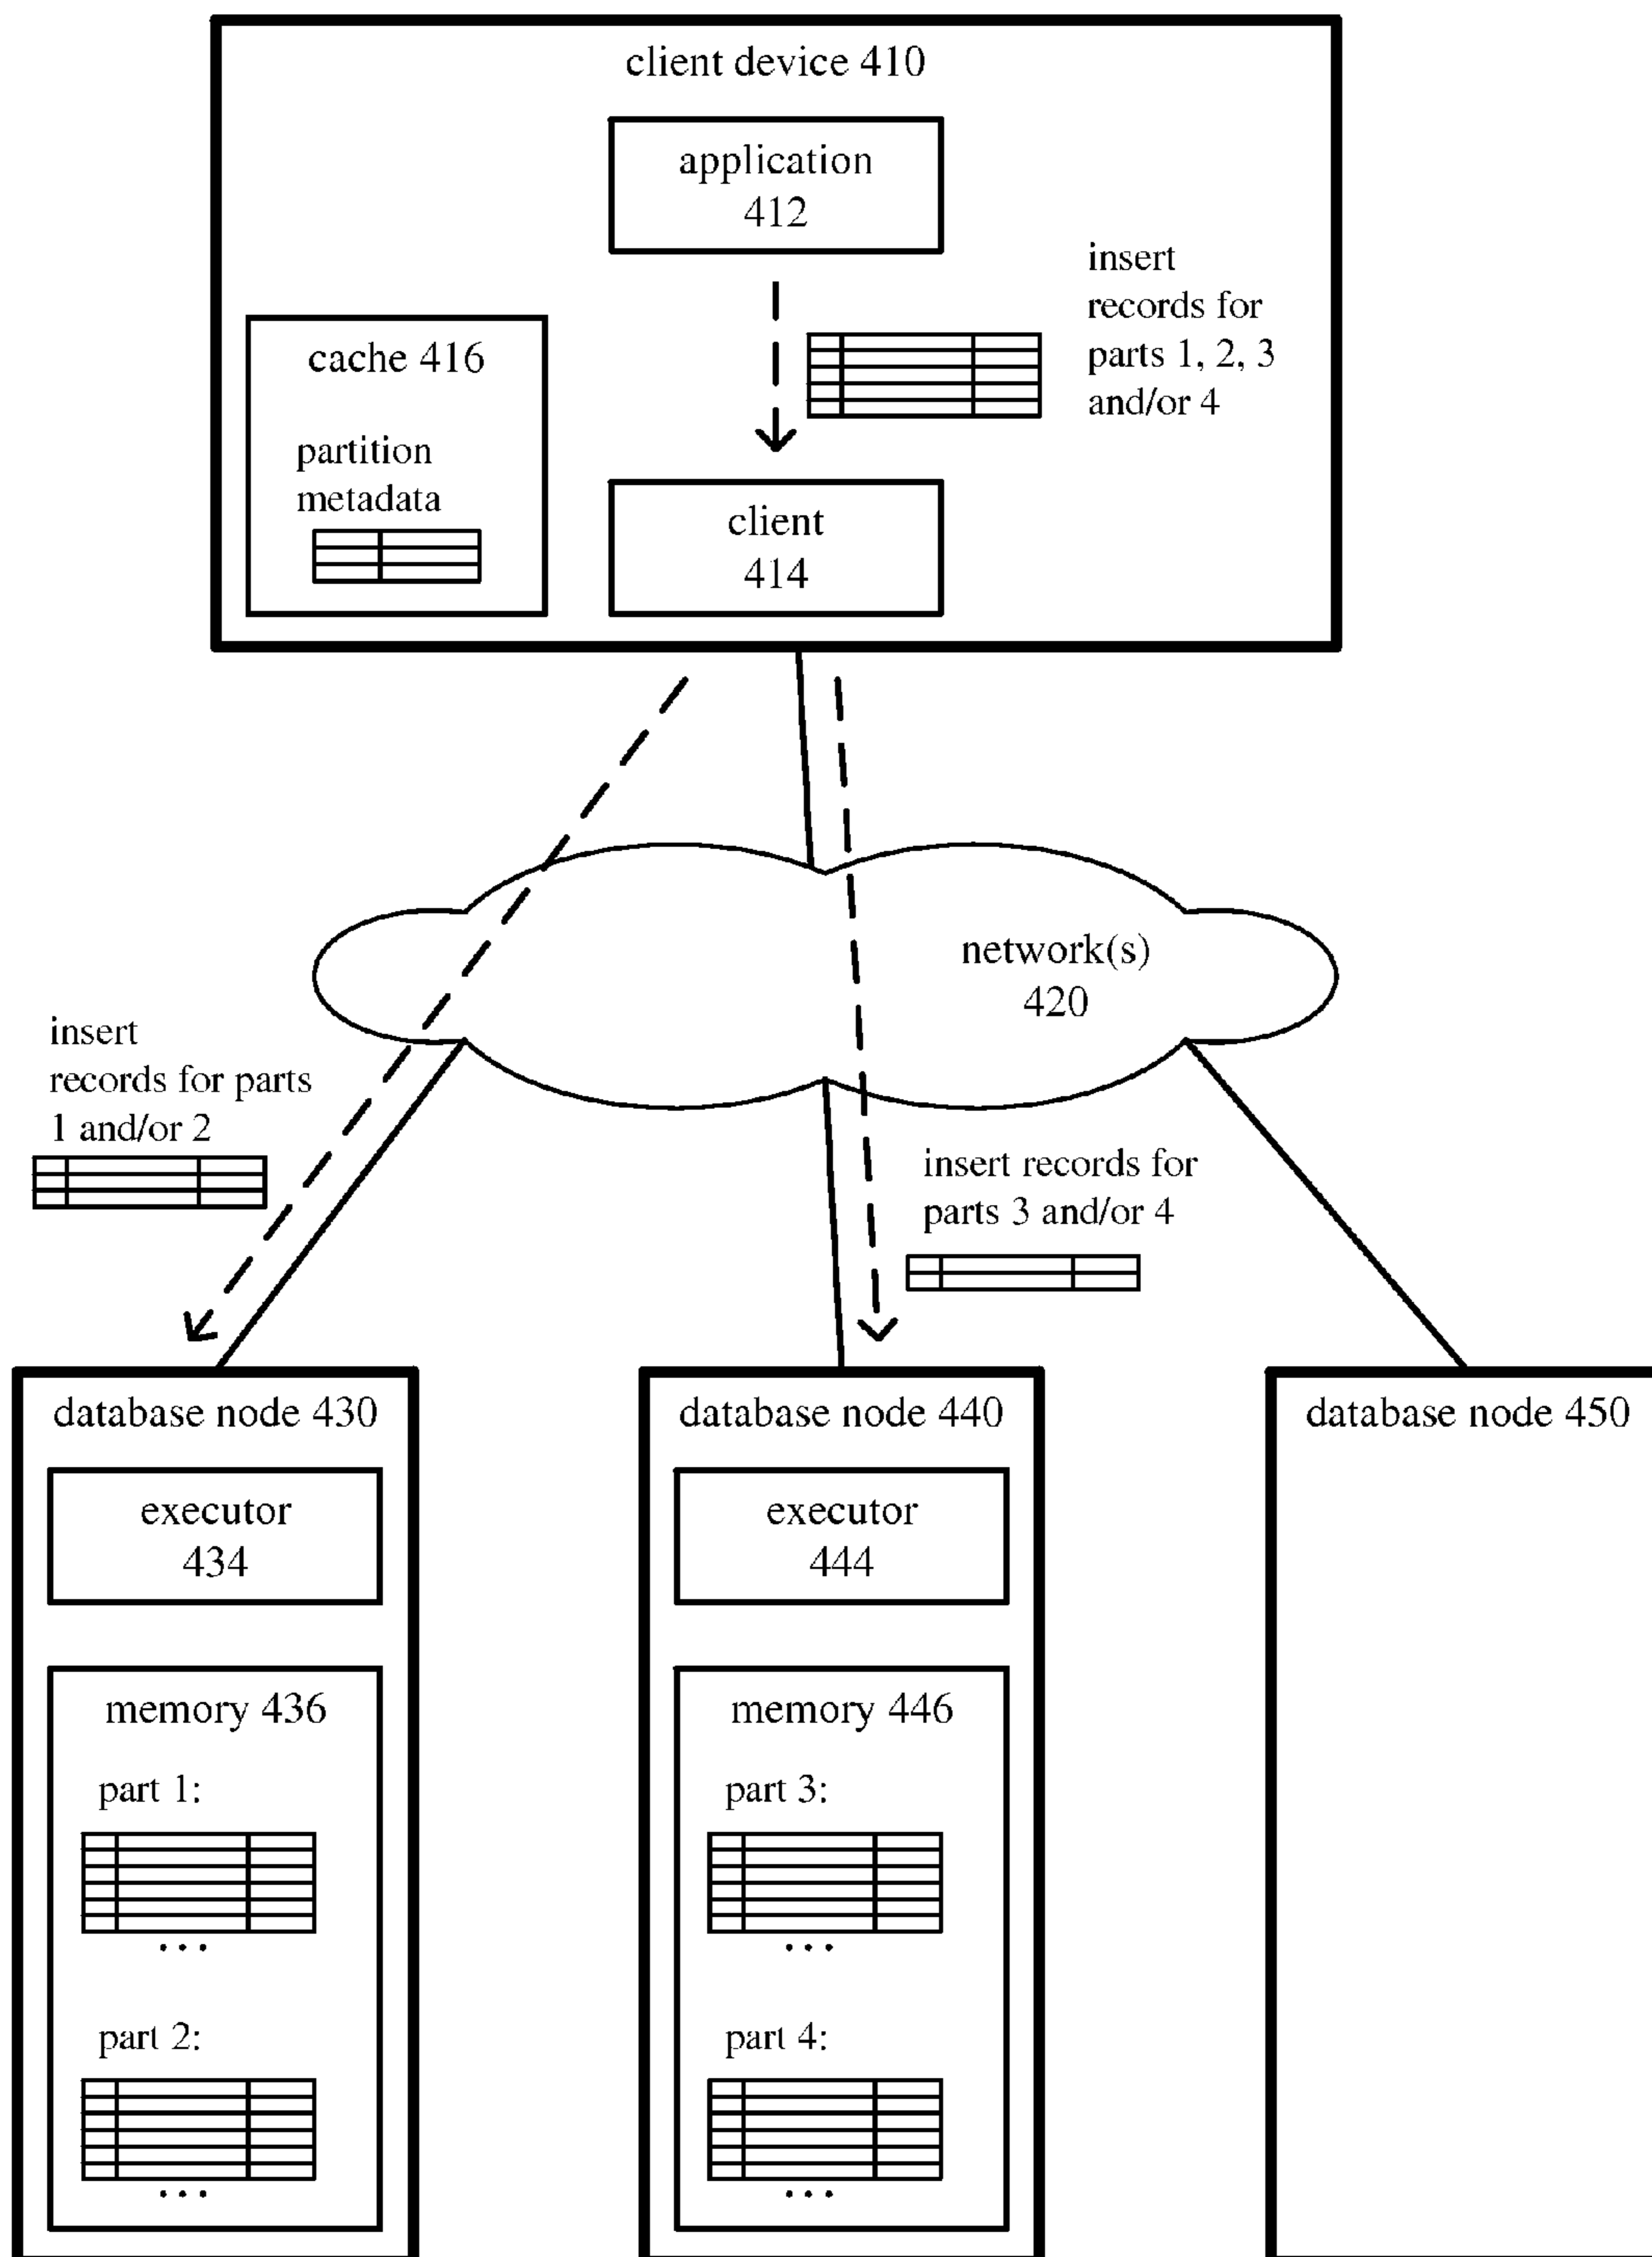 client device 410
application
412
insert
records for
parts 1, 2, 3
and/or 4
cache 416
partition
metadata
client
414
network(s)
420
insert
records for parts
1 and/or 2
insert records for
parts 3 and/or 4
database node 430
executor
434
memory 436
part 1:
...
part 2:
...
database node 440
executor
444
memory 446
part 3:
...
part 4:
...
database node 450